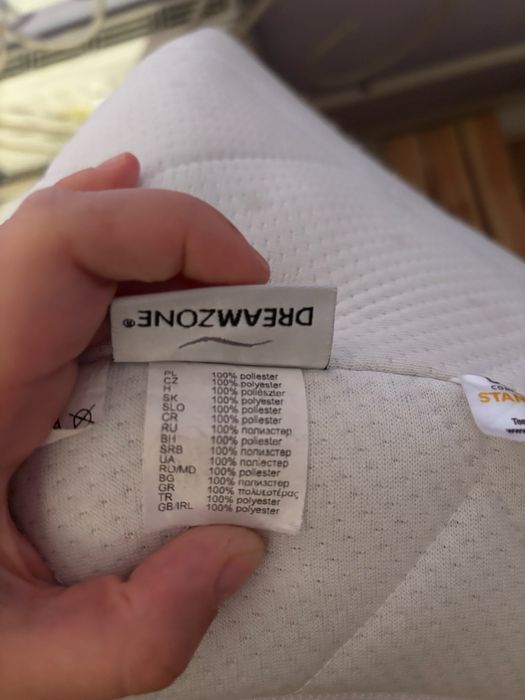 DREAMZONE®
PL 100% poliester
CZ 100% polyester
H 100% poliészter
SK 100% polyester
SLO 100% poliester
CR 100% poliester
RU 100% полиэстер
BH 100% poliester
SRB 100% полиестер
UA 100% поліестер
RO/MD 100% poliester
BG 100% полиестер
GR 100% πολυεστέρας
TR 100% polyester
GB/IRL 100% polyester
STAN
www.